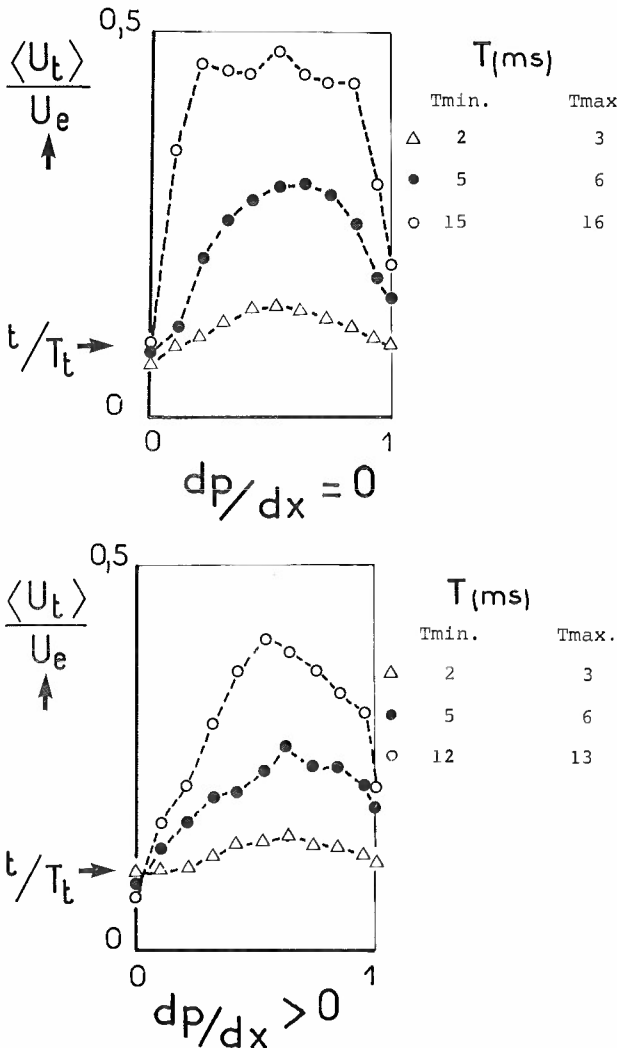 0,5
⟨Ut⟩
Ue
T(ms)
Tmin. Tmax
△ 2 3
● 5 6
○ 15 16
t/Tt →
0
0 1
dp/dx = 0
0,5
⟨Ut⟩
Ue
T(ms)
Tmin. Tmax.
△ 2 3
● 5 6
○ 12 13
t/Tt →
0
0 1
dp/dx > 0